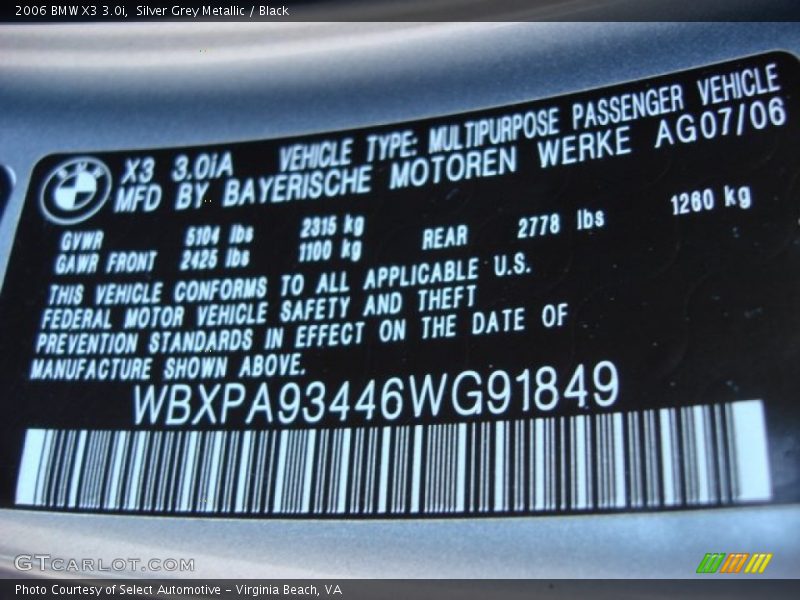 2006 BMW X3 3.0i, Silver Grey Metallic / Black
X3 3.0iA VEHICLE TYPE: MULTIPURPOSE PASSENGER VEHICLE
MFD BY BAYERISCHE MOTOREN WERKE AG 07/06
GVWR 5104 lbs 2315 kg
GAWR FRONT 2425 lbs 1100 kg REAR 2778 lbs 1260 kg
THIS VEHICLE CONFORMS TO ALL APPLICABLE U.S.
FEDERAL MOTOR VEHICLE SAFETY AND THEFT
PREVENTION STANDARDS IN EFFECT ON THE DATE OF
MANUFACTURE SHOWN ABOVE.
WBXPA93446WG91849
GTCARLOT.COM
Photo Courtesy of Select Automotive – Virginia Beach, VA